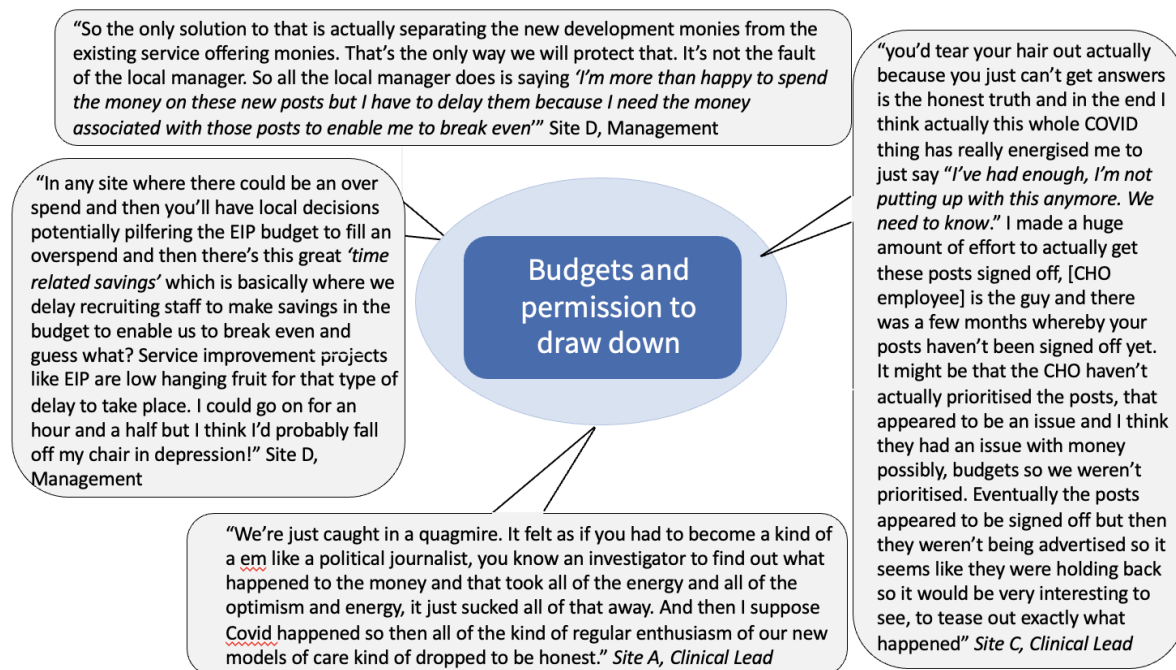 “So the only solution to that is actually separating the new development monies from the
existing service offering monies. That’s the only way we will protect that. It’s not the fault
of the local manager. So all the local manager does is saying ‘I’m more than happy to spend
the money on these new posts but I have to delay them because I need the money
associated with those posts to enable me to break even’” Site D, Management
“In any site where there could be an over
spend and then you’ll have local decisions
potentially pilfering the EIP budget to fill an
overspend and then there’s this great ‘time
related savings’ which is basically where we
delay recruiting staff to make savings in the
budget to enable us to break even and
guess what? Service improvement projects
like EIP are low hanging fruit for that type of
delay to take place. I could go on for an
hour and a half but I think I’d probably fall
off my chair in depression!” Site D,
Management
Budgets and
permission to
draw down
“you’d tear your hair out actually
because you just can’t get answers
is the honest truth and in the end I
think actually this whole COVID
thing has really energised me to
just say “I’ve had enough, I’m not
putting up with this anymore. We
need to know.” I made a huge
amount of effort to actually get
these posts signed off, [CHO
employee] is the guy and there
was a few months whereby your
posts haven’t been signed off yet.
It might be that the CHO haven’t
actually prioritised the posts, that
appeared to be an issue and I think
they had an issue with money
possibly, budgets so we weren’t
prioritised. Eventually the posts
appeared to be signed off but then
they weren’t being advertised so it
seems like they were holding back
so it would be very interesting to
see, to tease out exactly what
happened” Site C, Clinical Lead
“We’re just caught in a quagmire. It felt as if you had to become a kind of
a em like a political journalist, you know an investigator to find out what
happened to the money and that took all of the energy and all of the
optimism and energy, it just sucked all of that away. And then I suppose
Covid happened so then all of the kind of regular enthusiasm of our new
models of care kind of dropped to be honest.” Site A, Clinical Lead